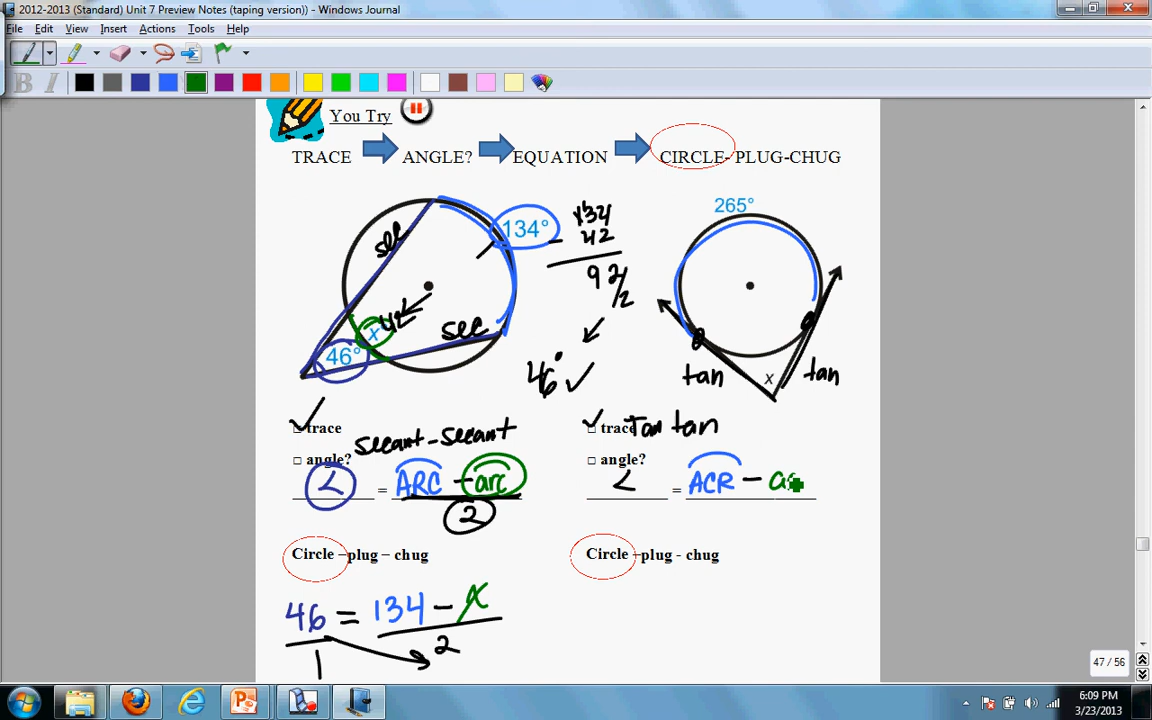 2012-2013 (Standard) Unit 7 Preview Notes (taping version)) - Windows Journal
File Edit View Insert Actions Tools Help
B I
You Try
TRACE ANGLE? EQUATION CIRCLE- PLUG-CHUG
265°
sec 134° 134
- 42
92/2
x 42
sec
46°
46° ✓
tan x tan
✓ □ trace
secant-secant
□ angle?
< = ARC - arc
2
✓ □ trace Tan tan
□ angle?
< = ACR - a
Circle –plug – chug
Circle –plug - chug
46 = 134 - x
1 2
47 / 56
6:09 PM
3/23/2013